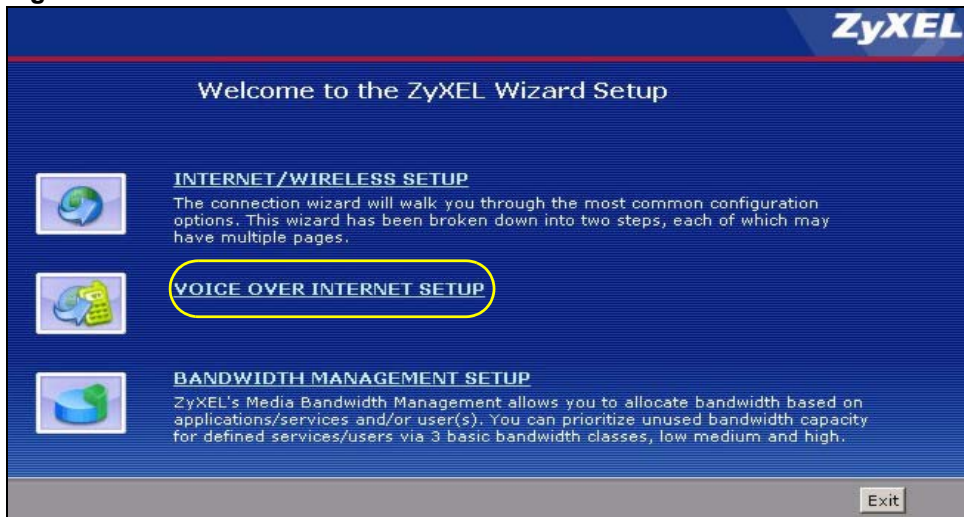 ZyXEL
Welcome to the ZyXEL Wizard Setup
INTERNET/WIRELESS SETUP
The connection wizard will walk you through the most common configuration
options. This wizard has been broken down into two steps, each of which may
have multiple pages.
VOICE OVER INTERNET SETUP
BANDWIDTH MANAGEMENT SETUP
ZyXEL's Media Bandwidth Management allows you to allocate bandwidth based on
applications/services and/or user(s). You can prioritize unused bandwidth capacity
for defined services/users via 3 basic bandwidth classes, low medium and high.
Exit